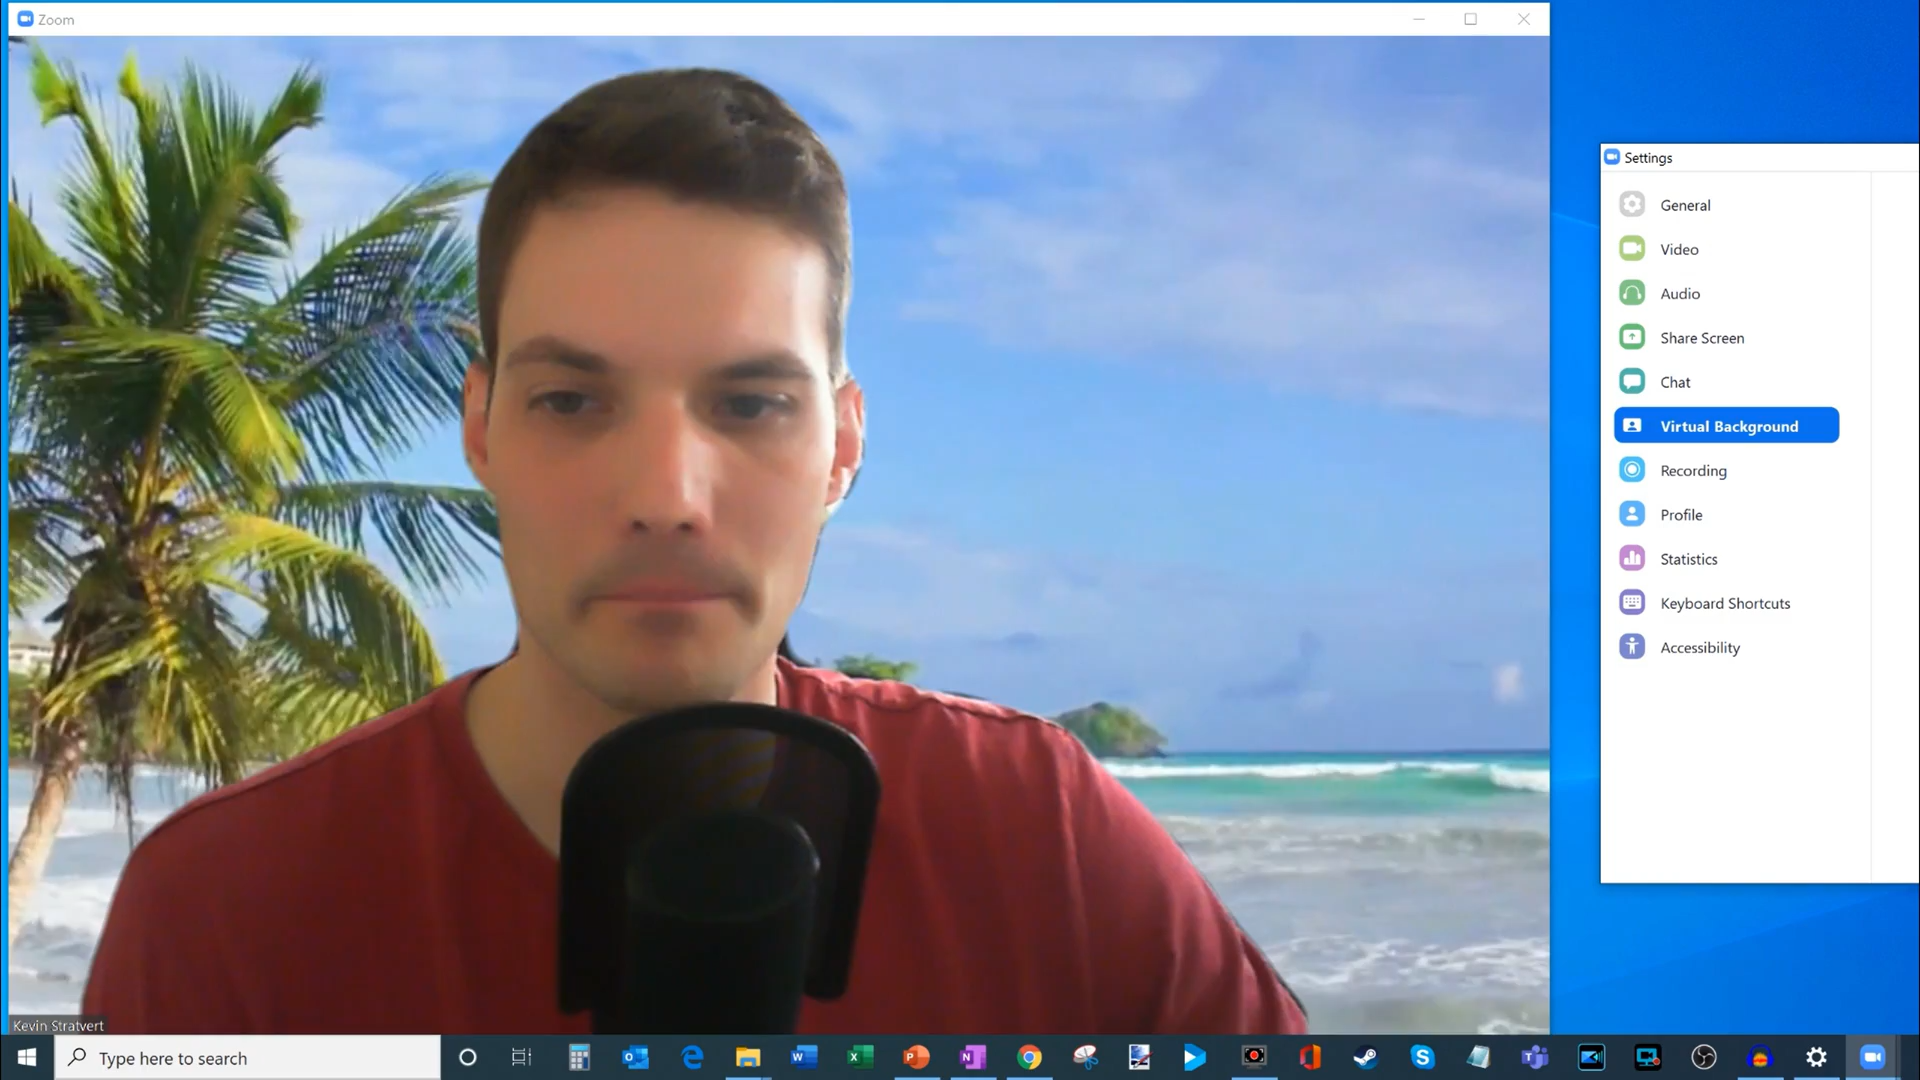 Zoom
Settings
General
Video
Audio
Share Screen
Chat
Virtual Background
Recording
Profile
Statistics
Keyboard Shortcuts
Accessibility
Kevin Stratvert
Type here to search